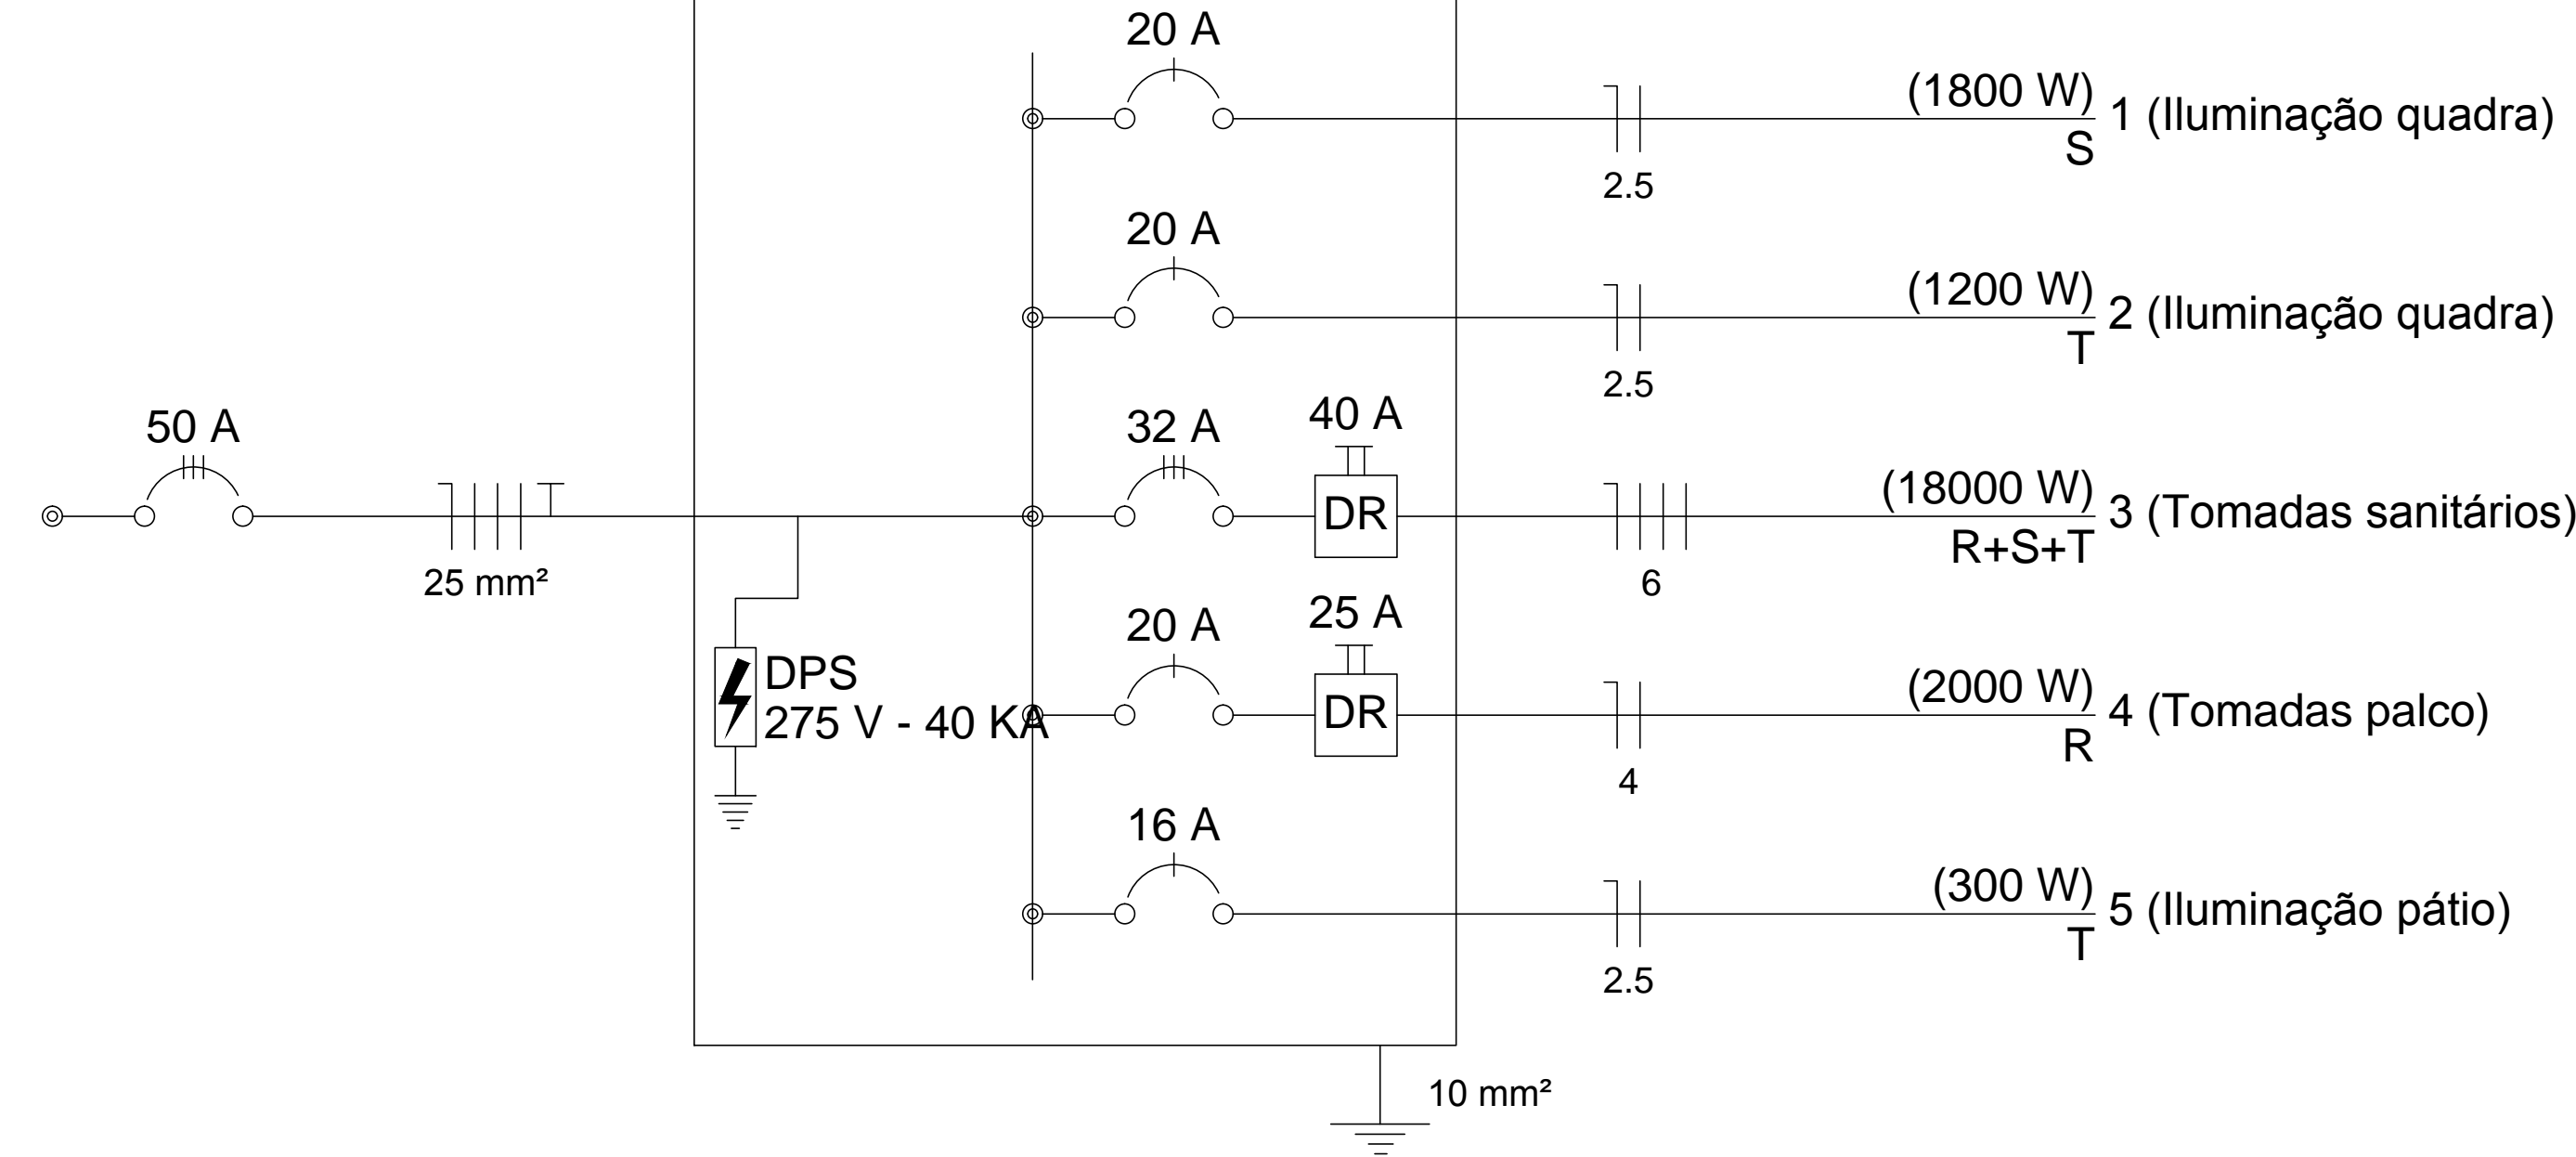 20 A
(1800 W)
1 (Iluminação quadra)
S
2.5
20 A
(1200 W)
2 (Iluminação quadra)
T
2.5
50 A
25 mm²
32 A
40 A
DR
(18000 W)
3 (Tomadas sanitários)
R+S+T
6
DPS
275 V - 40 KA
20 A
25 A
DR
(2000 W)
4 (Tomadas palco)
R
4
16 A
(300 W)
5 (Iluminação pátio)
T
2.5
10 mm²